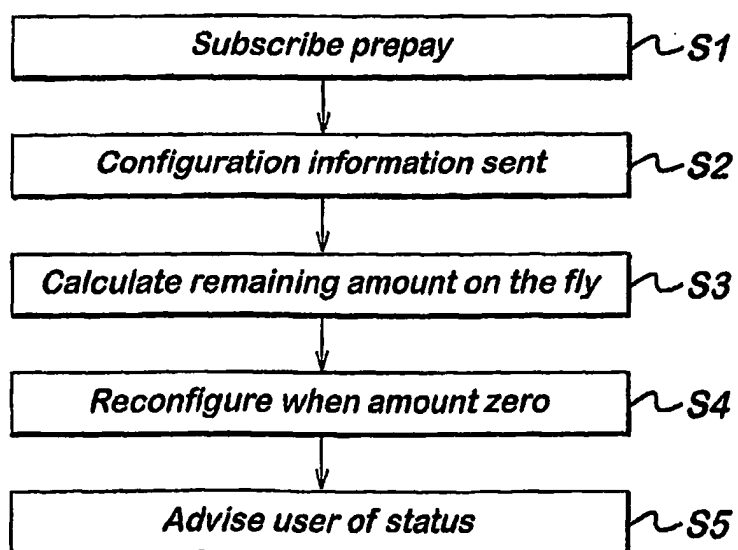 Subscribe prepay S1
Configuration information sent S2
Calculate remaining amount on the fly S3
Reconfigure when amount zero S4
Advise user of status S5